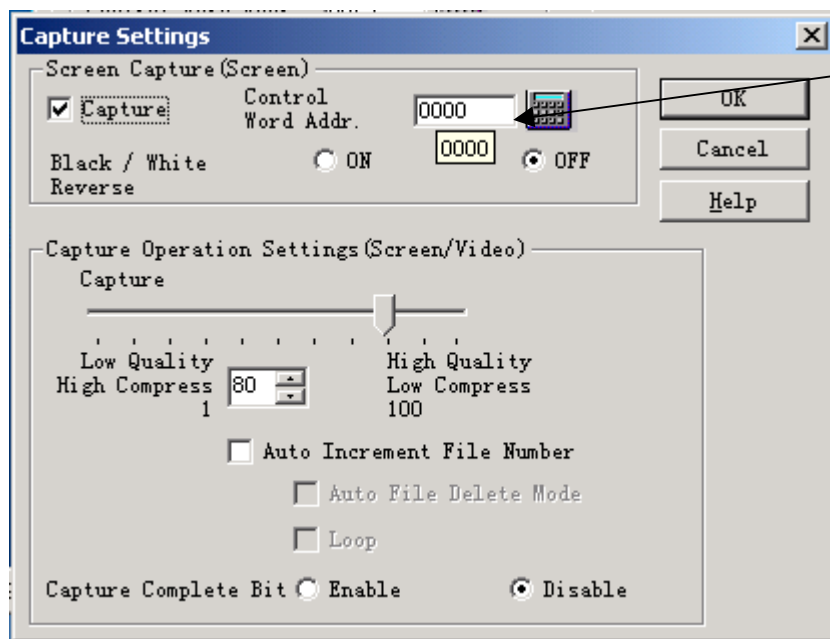 Capture Settings
Screen Capture(Screen)
Capture
Control
Word Addr.
0000
0000
OK
Black / White
Reverse
ON
OFF
Cancel
Help
Capture Operation Settings(Screen/Video)
Capture
Low Quality
High Compress
1
80
High Quality
Low Compress
100
Auto Increment File Number
Auto File Delete Mode
Loop
Capture Complete Bit
Enable
Disable